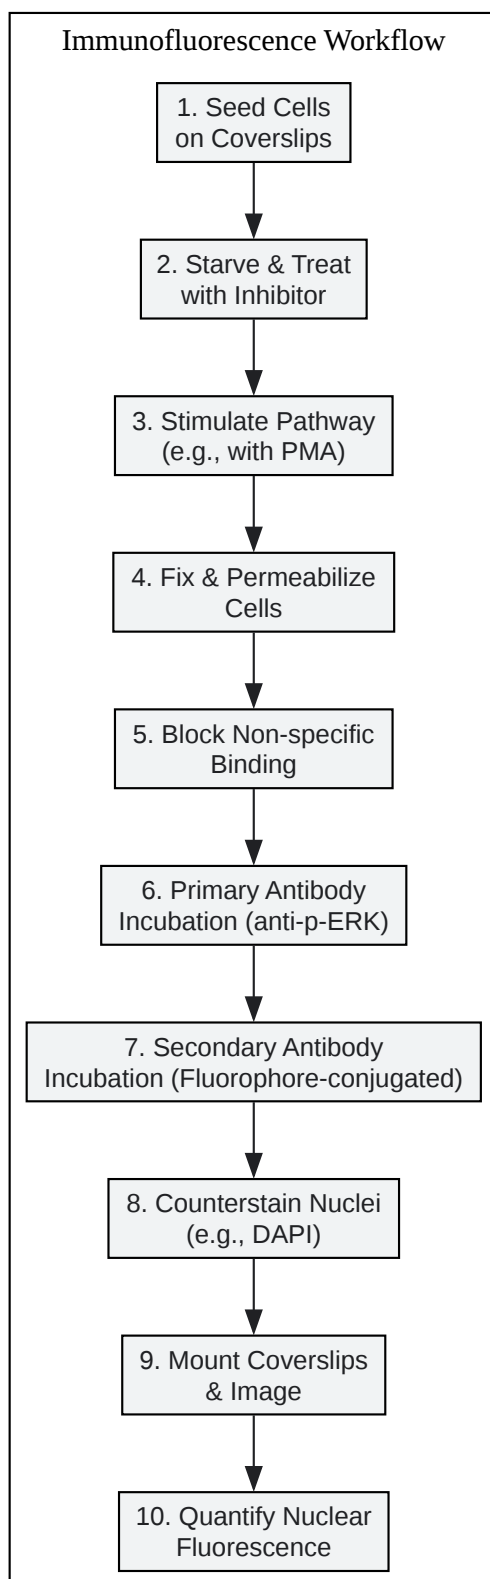 Immunofluorescence Workflow
1. Seed Cells
on Coverslips
2. Starve & Treat
with Inhibitor
3. Stimulate Pathway
(e.g., with PMA)
4. Fix & Permeabilize
Cells
5. Block Non-specific
Binding
6. Primary Antibody
Incubation (anti-p-ERK)
7. Secondary Antibody
Incubation (Fluorophore-conjugated)
8. Counterstain Nuclei
(e.g., DAPI)
9. Mount Coverslips
& Image
10. Quantify Nuclear
Fluorescence